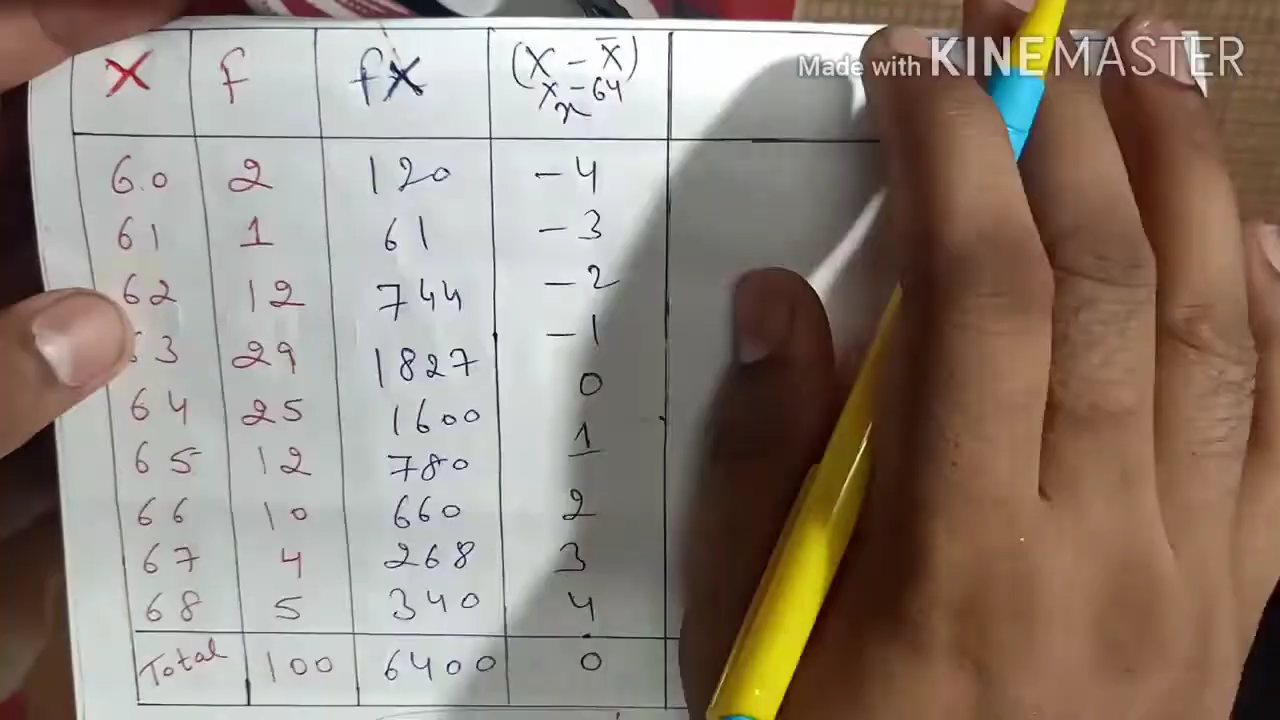 Made with KINEMASTER
X f fX (X - X̄)
x - 64
x
60 2 120 -4
61 1 61 -3
62 12 744 -2
3 29 1827 -1
64 25 1600 0
65 12 780 1
66 10 660 2
67 4 268 3
68 5 340 4
Total 100 6400 0